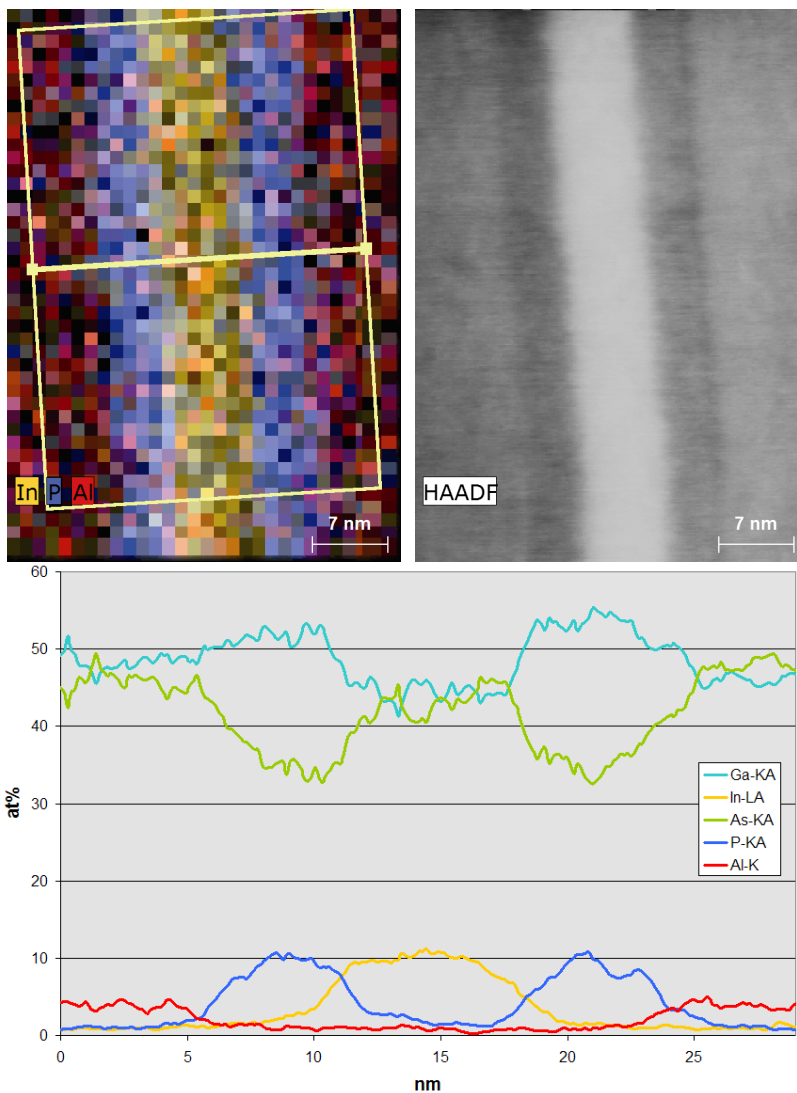 In P Al
7 nm
HAADF
7 nm
60
50
40
30
20
10
0
at%
Ga-KA
In-LA
As-KA
P-KA
Al-K
0 5 10 15 20 25
nm